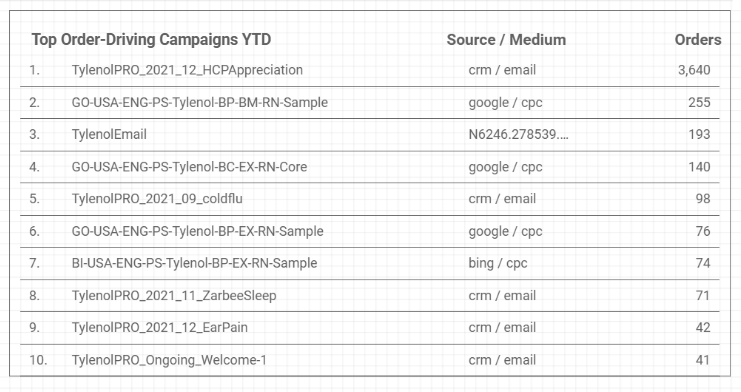 Top Order-Driving Campaigns YTD Source / Medium Orders
1. TylenolPRO_2021_12_HCPAppreciation crm / email 3,640
2. GO-USA-ENG-PS-Tylenol-BP-BM-RN-Sample google / cpc 255
3. TylenolEmail N6246.278539.... 193
4. GO-USA-ENG-PS-Tylenol-BC-EX-RN-Core google / cpc 140
5. TylenolPRO_2021_09_coldflu crm / email 98
6. GO-USA-ENG-PS-Tylenol-BP-EX-RN-Sample google / cpc 76
7. BI-USA-ENG-PS-Tylenol-BP-EX-RN-Sample bing / cpc 74
8. TylenolPRO_2021_11_ZarbeeSleep crm / email 71
9. TylenolPRO_2021_12_EarPain crm / email 42
10. TylenolPRO_Ongoing_Welcome-1 crm / email 41